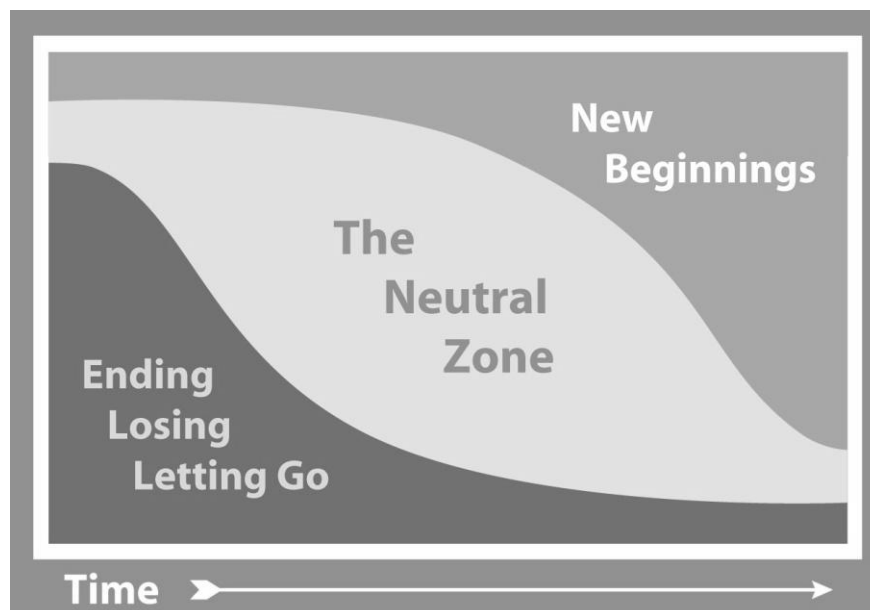 New
Beginnings
The
Neutral
Zone
Ending
Losing
Letting Go
Time